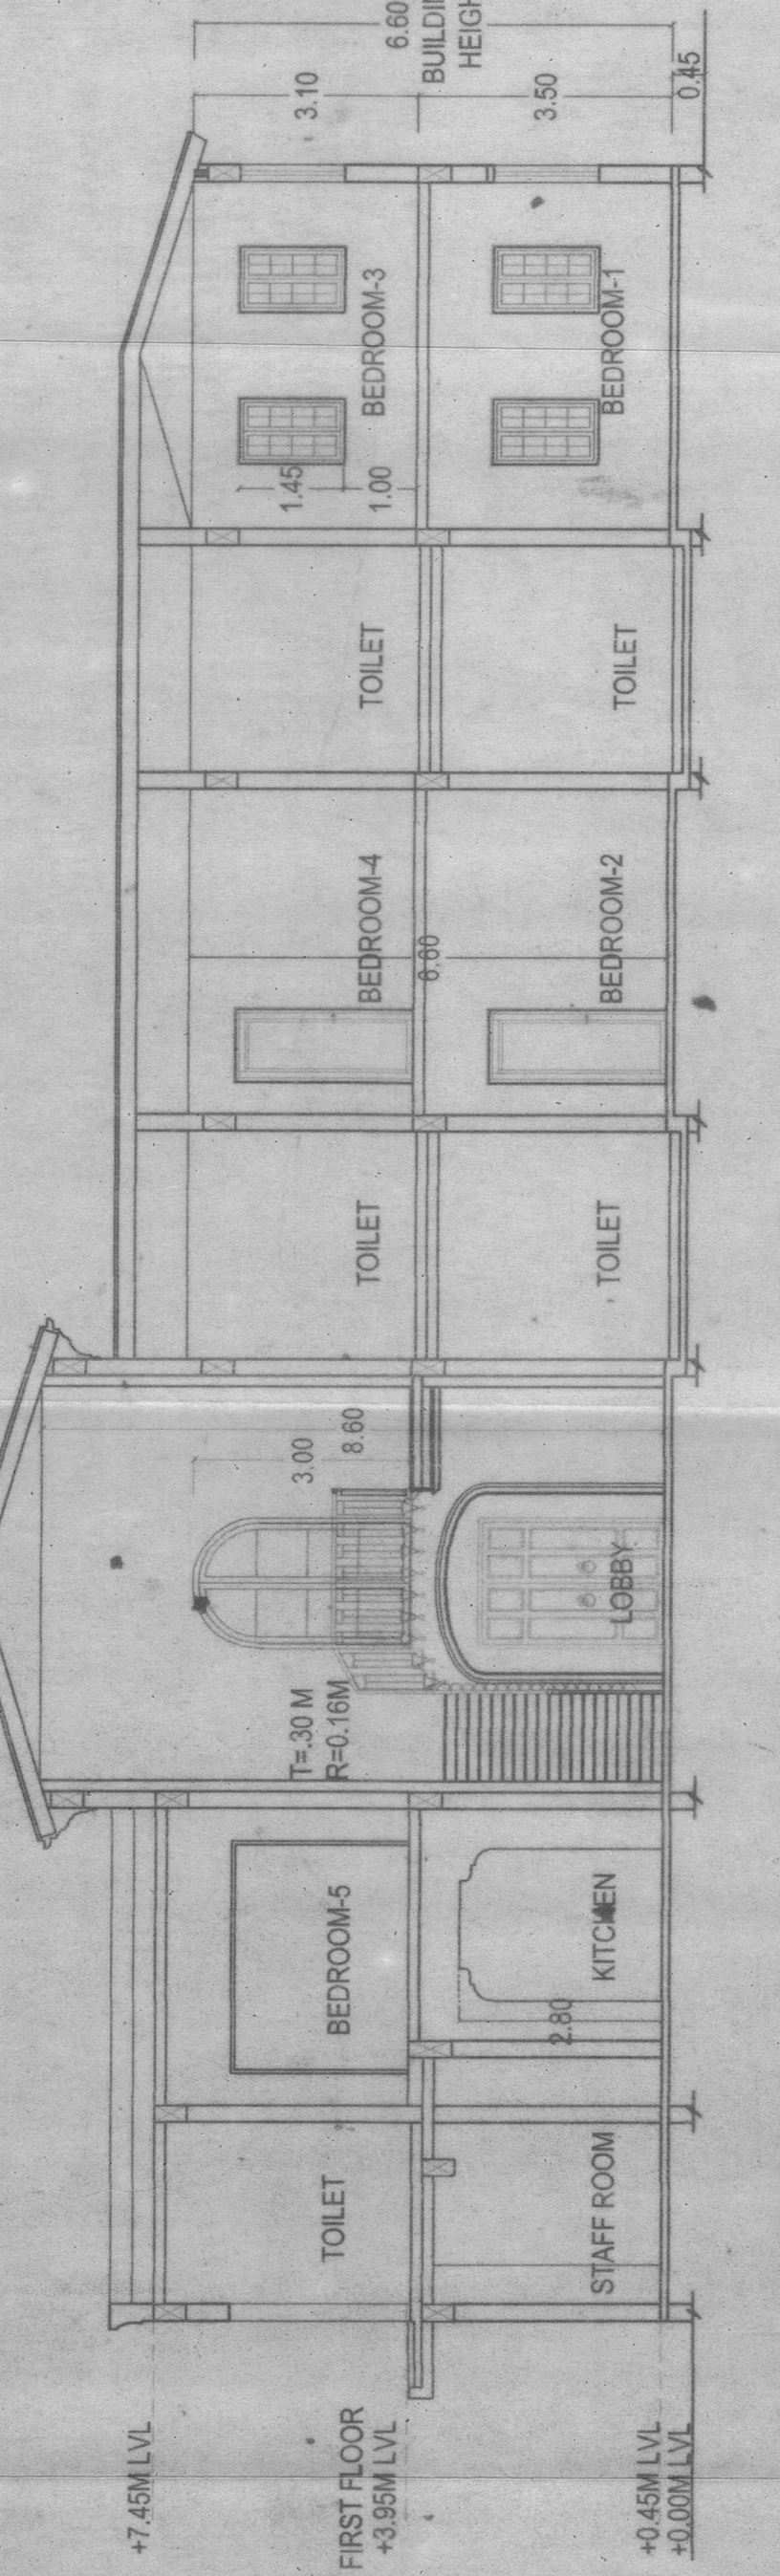 +7.45M LVL
FIRST FLOOR
+3.95M LVL
+0.45M LVL
+0.00M LVL
TOILET
STAFF ROOM
BEDROOM-5
KITCHEN
2.80
T=.30 M
R=0.16M
3.00
8.60
LOBBY
TOILET
TOILET
BEDROOM-4
6.60
BEDROOM-2
TOILET
TOILET
1.45
1.00
BEDROOM-3
BEDROOM-1
3.10
3.50
0.45
6.60